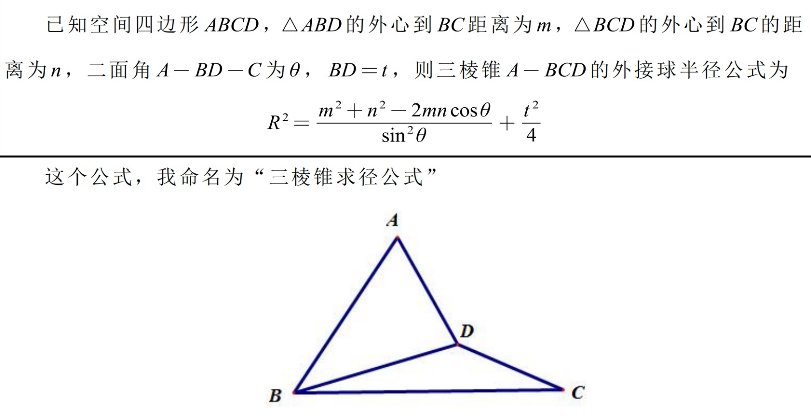 已知空间四边形ABCD，△ABD的外心到BC距离为m，△BCD的外心到BC的距
离为n，二面角A－BD－C为θ，BD＝t，则三棱锥A－BCD的外接球半径公式为
R² = (m² + n² − 2mn cosθ) / sin²θ + t²/4
这个公式，我命名为“三棱锥求径公式”
A
D
B
C